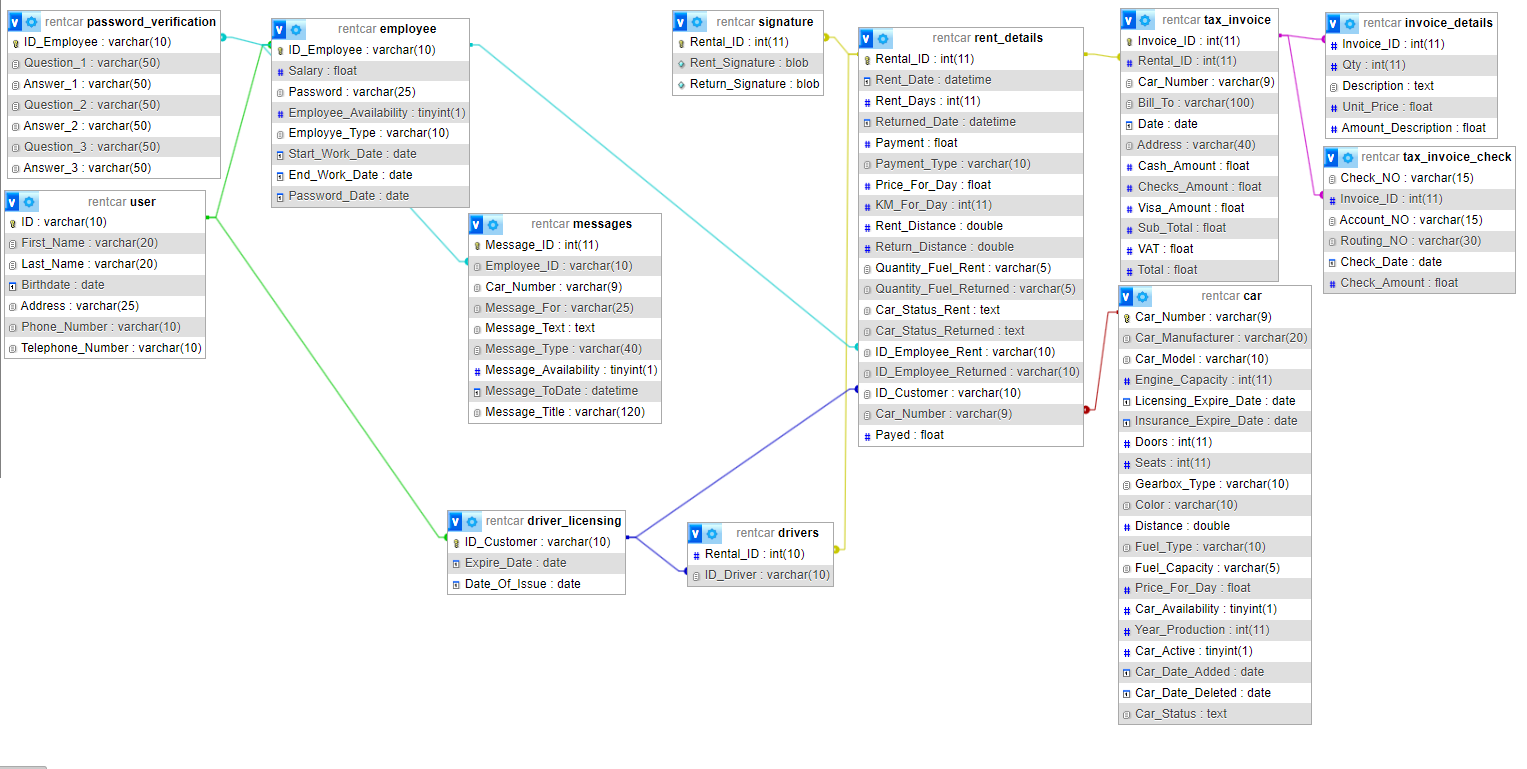 rentcar password_verification
ID_Employee : varchar(10)
Question_1 : varchar(50)
Answer_1 : varchar(50)
Question_2 : varchar(50)
Answer_2 : varchar(50)
Question_3 : varchar(50)
Answer_3 : varchar(50)
rentcar user
ID : varchar(10)
First_Name : varchar(20)
Last_Name : varchar(20)
Birthdate : date
Address : varchar(25)
Phone_Number : varchar(10)
Telephone_Number : varchar(10)
rentcar employee
ID_Employee : varchar(10)
Salary : float
Password : varchar(25)
Employee_Availability : tinyint(1)
Employye_Type : varchar(10)
Start_Work_Date : date
End_Work_Date : date
Password_Date : date
rentcar messages
Message_ID : int(11)
Employee_ID : varchar(10)
Car_Number : varchar(9)
Message_For : varchar(25)
Message_Text : text
Message_Type : varchar(40)
Message_Availability : tinyint(1)
Message_ToDate : datetime
Message_Title : varchar(120)
rentcar driver_licensing
ID_Customer : varchar(10)
Expire_Date : date
Date_Of_Issue : date
rentcar signature
Rental_ID : int(11)
Rent_Signature : blob
Return_Signature : blob
rentcar drivers
Rental_ID : int(10)
ID_Driver : varchar(10)
rentcar rent_details
Rental_ID : int(11)
Rent_Date : datetime
Rent_Days : int(11)
Returned_Date : datetime
Payment : float
Payment_Type : varchar(10)
Price_For_Day : float
KM_For_Day : int(11)
Rent_Distance : double
Return_Distance : double
Quantity_Fuel_Rent : varchar(5)
Quantity_Fuel_Returned : varchar(5)
Car_Status_Rent : text
Car_Status_Returned : text
ID_Employee_Rent : varchar(10)
ID_Employee_Returned : varchar(10)
ID_Customer : varchar(10)
Car_Number : varchar(9)
Payed : float
rentcar tax_invoice
Invoice_ID : int(11)
Rental_ID : int(11)
Car_Number : varchar(9)
Bill_To : varchar(100)
Date : date
Address : varchar(40)
Cash_Amount : float
Checks_Amount : float
Visa_Amount : float
Sub_Total : float
VAT : float
Total : float
rentcar car
Car_Number : varchar(9)
Car_Manufacturer : varchar(20)
Car_Model : varchar(10)
Engine_Capacity : int(11)
Licensing_Expire_Date : date
Insurance_Expire_Date : date
Doors : int(11)
Seats : int(11)
Gearbox_Type : varchar(10)
Color : varchar(10)
Distance : double
Fuel_Type : varchar(10)
Fuel_Capacity : varchar(5)
Price_For_Day : float
Car_Availability : tinyint(1)
Year_Production : int(11)
Car_Active : tinyint(1)
Car_Date_Added : date
Car_Date_Deleted : date
Car_Status : text
rentcar invoice_details
Invoice_ID : int(11)
Qty : int(11)
Description : text
Unit_Price : float
Amount_Description : float
rentcar tax_invoice_check
Check_NO : varchar(15)
Invoice_ID : int(11)
Account_NO : varchar(15)
Routing_NO : varchar(30)
Check_Date : date
Check_Amount : float